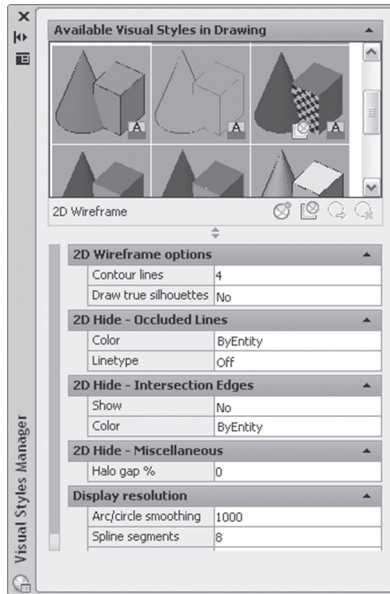 Available Visual Styles in Drawing
A A A
2D Wireframe
2D Wireframe options
Contour lines 4
Draw true silhouettes No
2D Hide - Occluded Lines
Color ByEntity
Linetype Off
2D Hide - Intersection Edges
Show No
Color ByEntity
2D Hide - Miscellaneous
Halo gap % 0
Display resolution
Arc/circle smoothing 1000
Spline segments 8
Visual Styles Manager